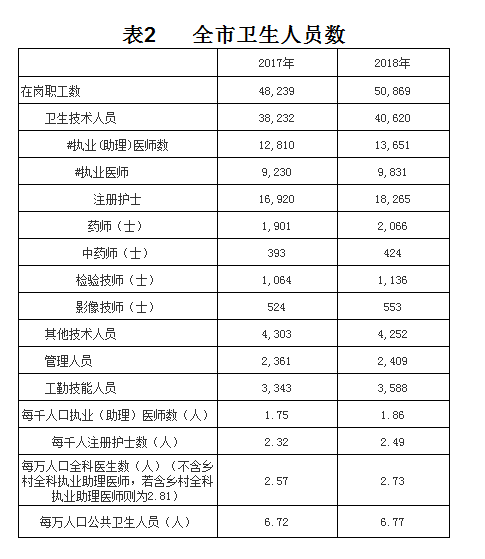 表2 全市卫生人员数
2017年 2018年
在岗职工数 48,239 50,869
卫生技术人员 38,232 40,620
#执业(助理)医师数 12,810 13,651
#执业医师 9,230 9,831
注册护士 16,920 18,265
药师（士） 1,901 2,066
中药师（士） 393 424
检验技师（士） 1,064 1,136
影像技师（士） 524 553
其他技术人员 4,303 4,252
管理人员 2,361 2,409
工勤技能人员 3,343 3,588
每千人口执业（助理）医师数（人） 1.75 1.86
每千人注册护士数（人） 2.32 2.49
每万人口全科医生数（人）（不含乡
村全科执业助理医师，若含乡村全科 2.57 2.73
执业助理医师则为2.81）
每万人口公共卫生人员（人） 6.72 6.77